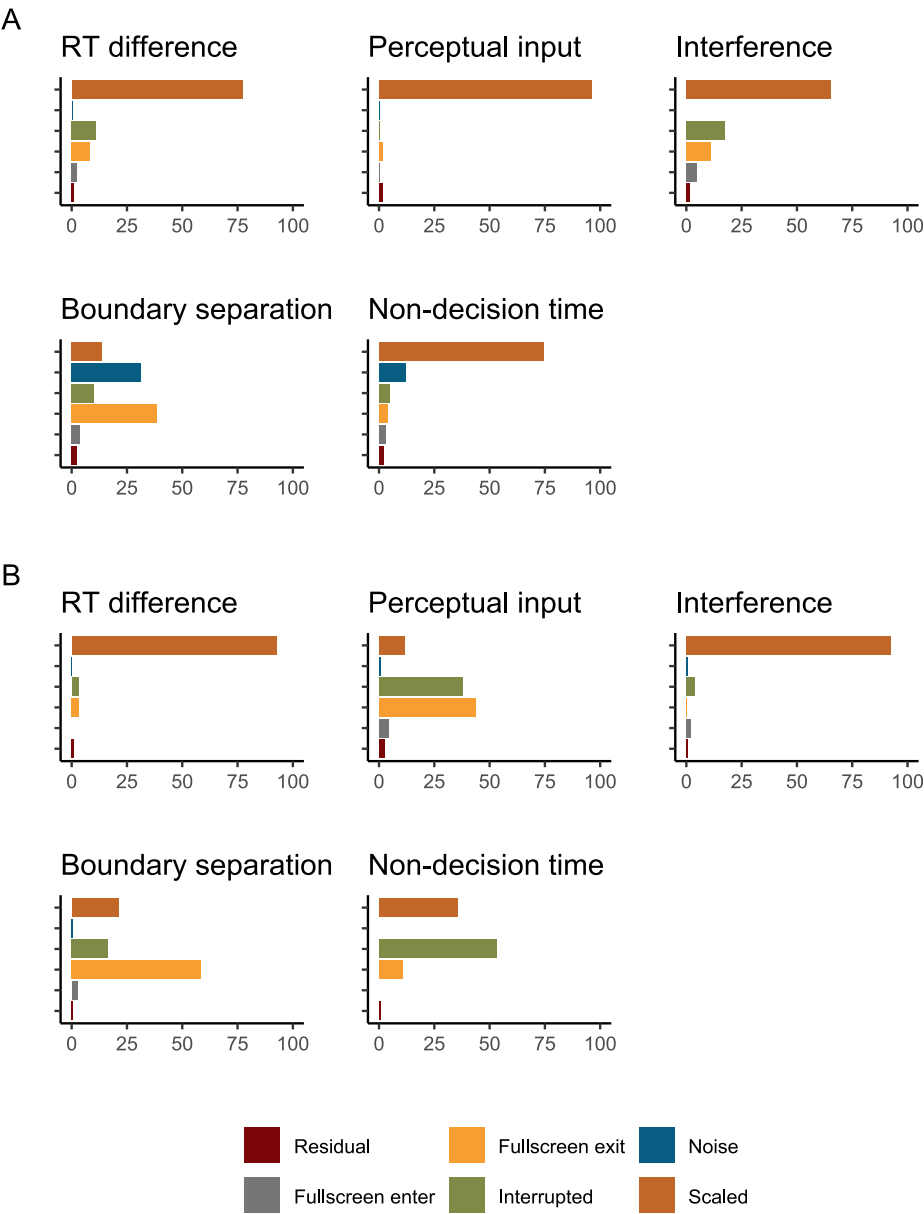 A
RT difference Perceptual input Interference
0 25 50 75 100 0 25 50 75 100 0 25 50 75 100
Boundary separation Non-decision time
0 25 50 75 100 0 25 50 75 100
B
RT difference Perceptual input Interference
0 25 50 75 100 0 25 50 75 100 0 25 50 75 100
Boundary separation Non-decision time
0 25 50 75 100 0 25 50 75 100
Residual Fullscreen exit Noise
Fullscreen enter Interrupted Scaled